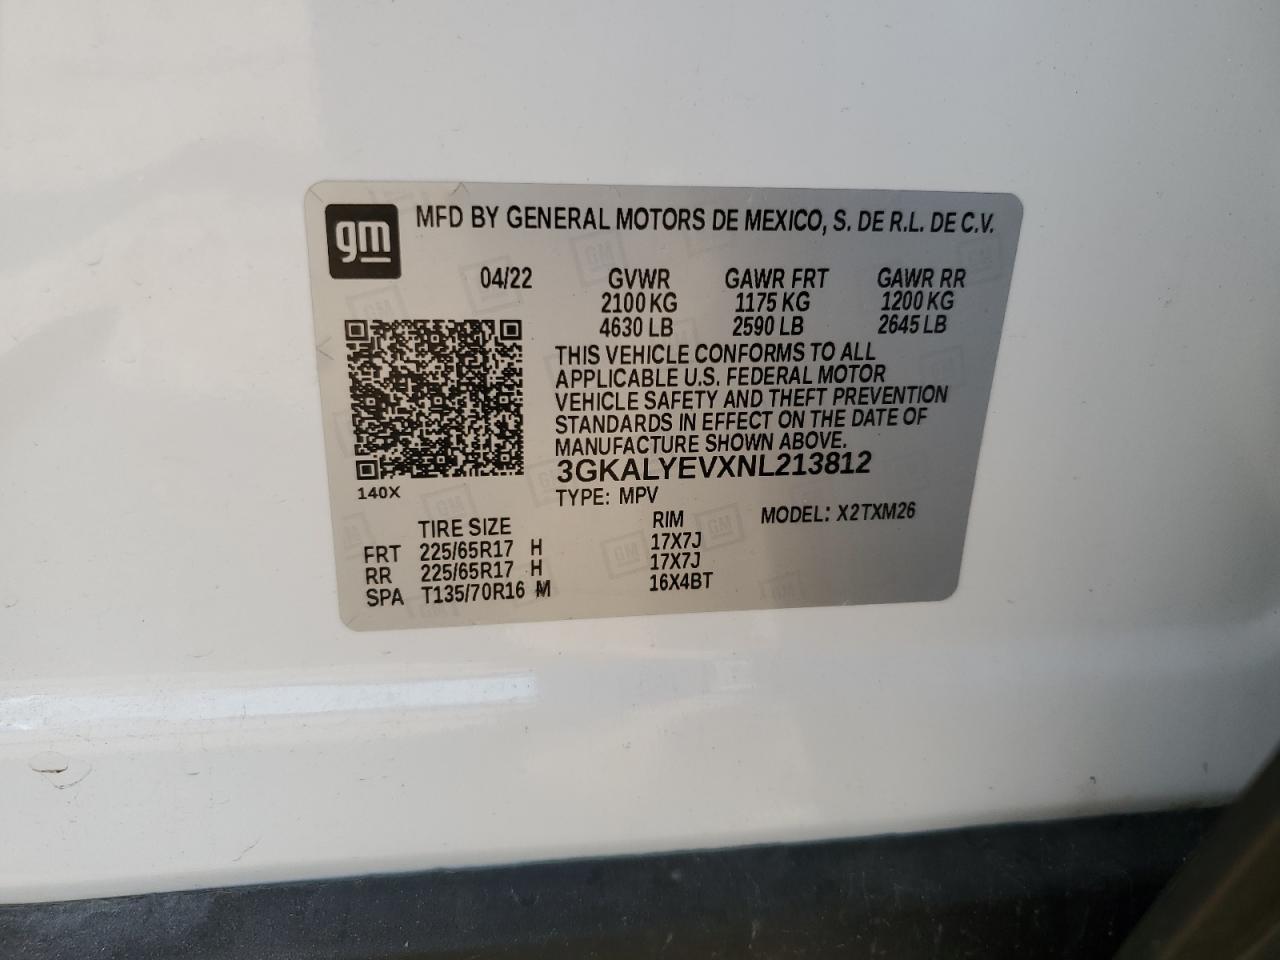 gm
MFD BY GENERAL MOTORS DE MEXICO, S. DE R.L. DE C.V.
04/22 GVWR GAWR FRT GAWR RR
2100 KG 1175 KG 1200 KG
4630 LB 2590 LB 2645 LB
THIS VEHICLE CONFORMS TO ALL
APPLICABLE U.S. FEDERAL MOTOR
VEHICLE SAFETY AND THEFT PREVENTION
STANDARDS IN EFFECT ON THE DATE OF
MANUFACTURE SHOWN ABOVE.
3GKALYEVXNL213812
140X
TYPE: MPV MODEL: X2TXM26
TIRE SIZE RIM
FRT 225/65R17 H 17X7J
RR 225/65R17 H 17X7J
SPA T135/70R16 M 16X4BT